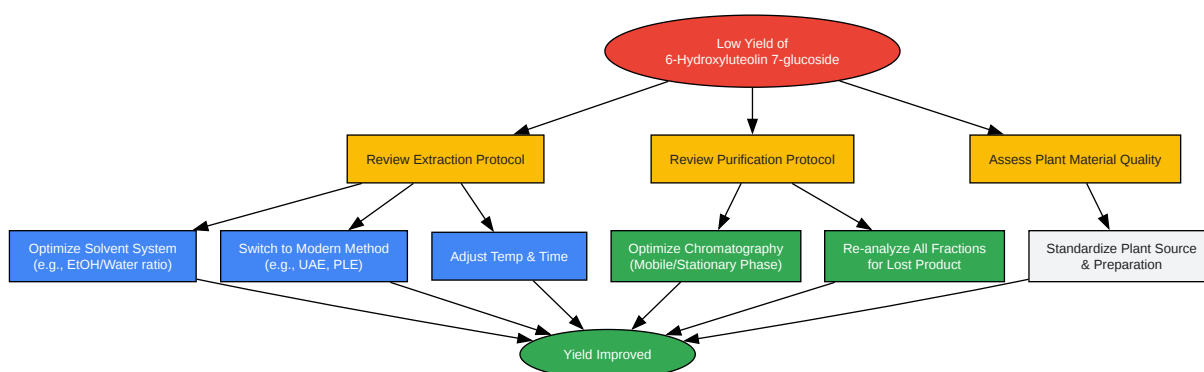 Low Yield of
6-Hydroxyluteolin 7-glucoside
Review Extraction Protocol
Review Purification Protocol
Assess Plant Material Quality
Optimize Solvent System
(e.g., EtOH/Water ratio)
Switch to Modern Method
(e.g., UAE, PLE)
Adjust Temp & Time
Optimize Chromatography
(Mobile/Stationary Phase)
Re-analyze All Fractions
for Lost Product
Standardize Plant Source
& Preparation
Yield Improved